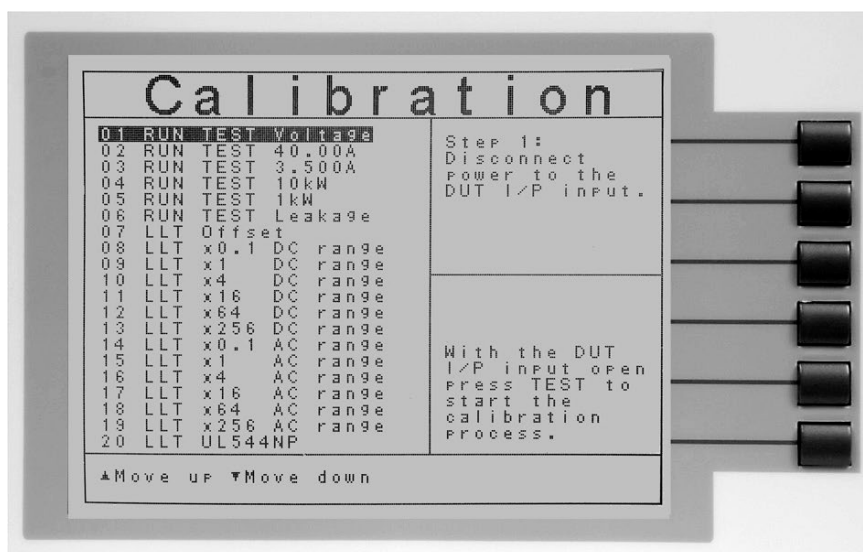 Calibration
01 RUN TEST Voltage
02 RUN TEST 40.00A
03 RUN TEST 3.500A
04 RUN TEST 10kW
05 RUN TEST 1kW
06 RUN TEST Leakage
07 LLT Offset
08 LLT x0.1 DC range
09 LLT x1 DC range
10 LLT x4 DC range
11 LLT x16 DC range
12 LLT x64 DC range
13 LLT x256 DC range
14 LLT x0.1 AC range
15 LLT x1 AC range
16 LLT x4 AC range
17 LLT x16 AC range
18 LLT x64 AC range
19 LLT x256 AC range
20 LLT UL544NP
Step 1:
Disconnect
power to the
DUT I/P input.
With the DUT
I/P input open
press TEST to
start the
calibration
process.
▲Move up ▼Move down